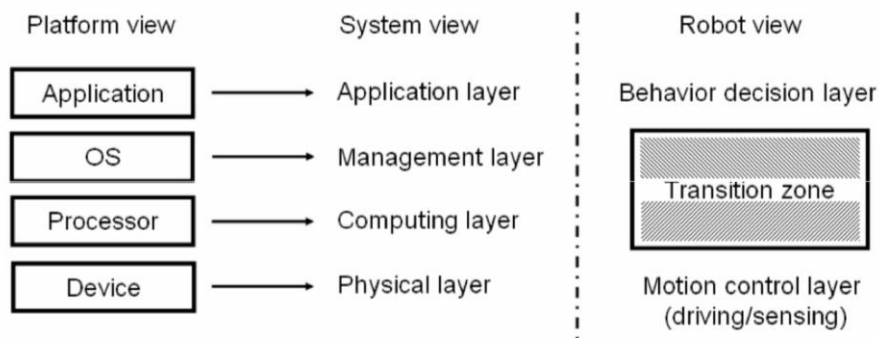 Platform view
System view
Robot view
Application
Application layer
Behavior decision layer
OS
Management layer
Transition zone
Processor
Computing layer
Device
Physical layer
Motion control layer
(driving/sensing)